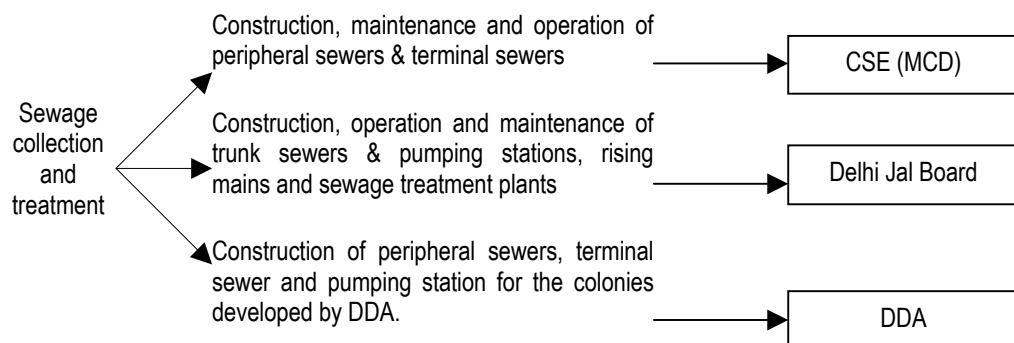 Sewage
collection
and
treatment
Construction, maintenance and operation of
peripheral sewers & terminal sewers
CSE (MCD)
Construction, operation and maintenance of
trunk sewers & pumping stations, rising
mains and sewage treatment plants
Delhi Jal Board
Construction of peripheral sewers, terminal
sewer and pumping station for the colonies
developed by DDA.
DDA